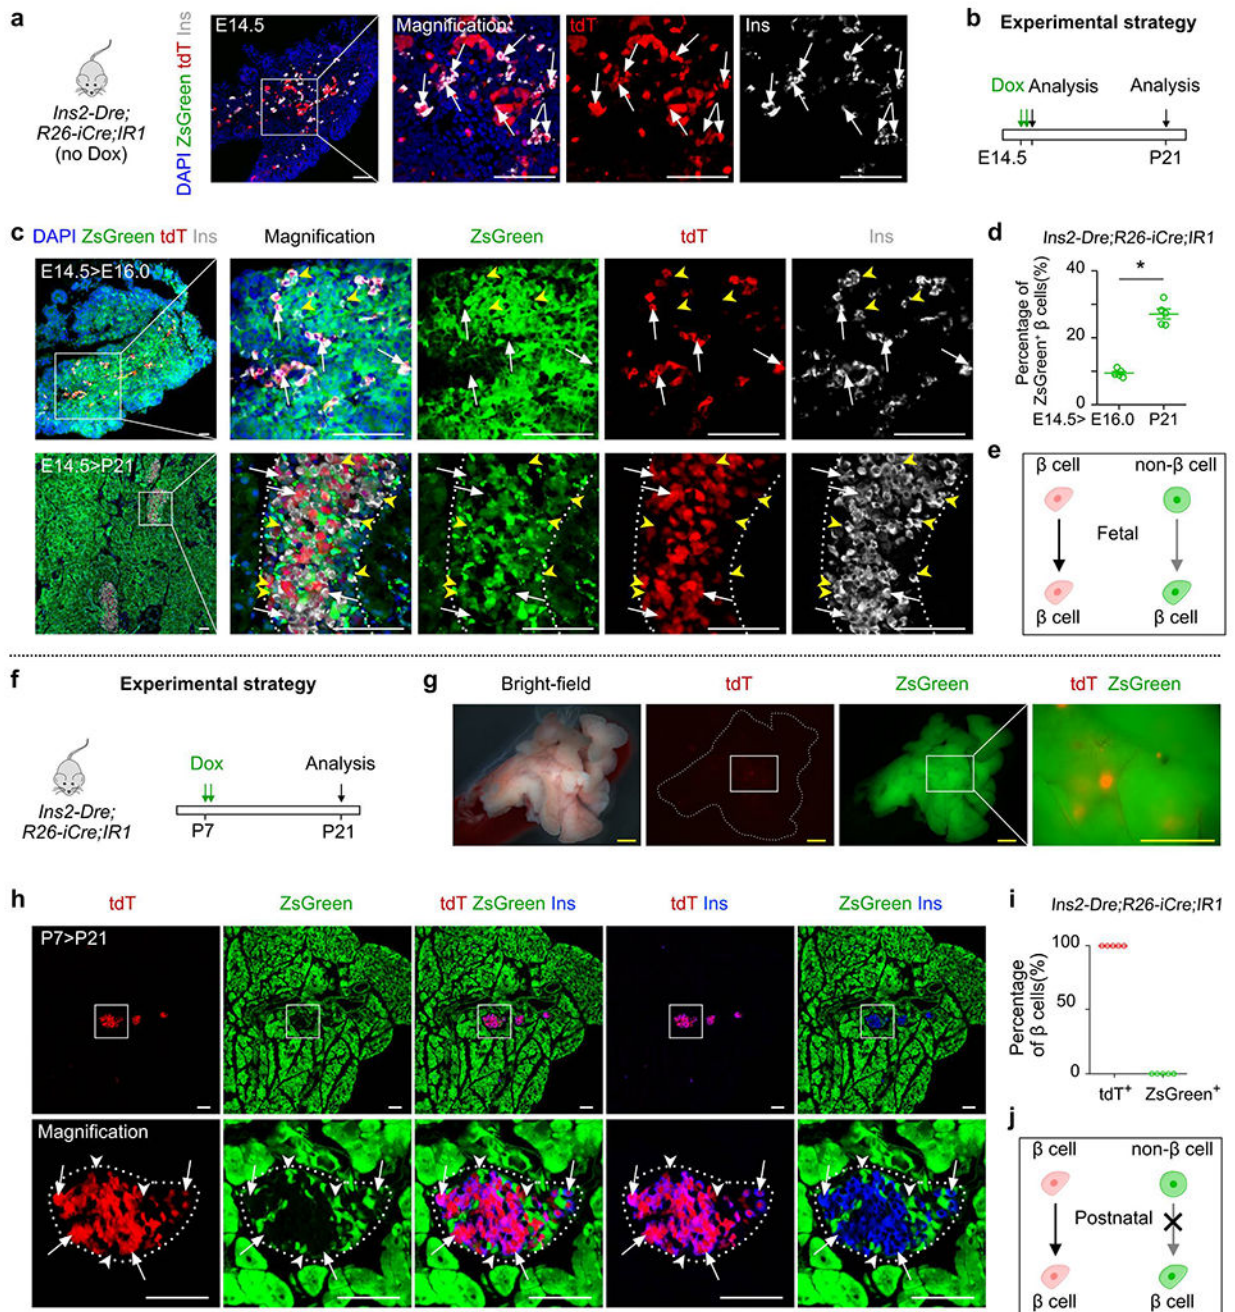 a
Ins2-Dre;
R26-iCre;IR1
(no Dox)
DAPI ZsGreen tdT Ins
E14.5
Magnification
tdT
Ins
b
Experimental strategy
Dox
Analysis
Analysis
E14.5
P21
c
DAPI ZsGreen tdT Ins
Magnification
ZsGreen
tdT
Ins
E14.5>E16.0
E14.5>P21
d
Ins2-Dre;R26-iCre;IR1
Percentage of
ZsGreen⁺ β cells(%)
40
20
0
*
E14.5> E16.0 P21
e
β cell
non-β cell
Fetal
β cell
β cell
f
Experimental strategy
Ins2-Dre;
R26-iCre;IR1
Dox
Analysis
P7
P21
g
Bright-field
tdT
ZsGreen
tdT ZsGreen
h
tdT
ZsGreen
tdT ZsGreen Ins
tdT Ins
ZsGreen Ins
P7>P21
Magnification
i
Ins2-Dre;R26-iCre;IR1
Percentage
of β cells(%)
100
50
0
tdT⁺ ZsGreen⁺
j
β cell
non-β cell
Postnatal
β cell
β cell